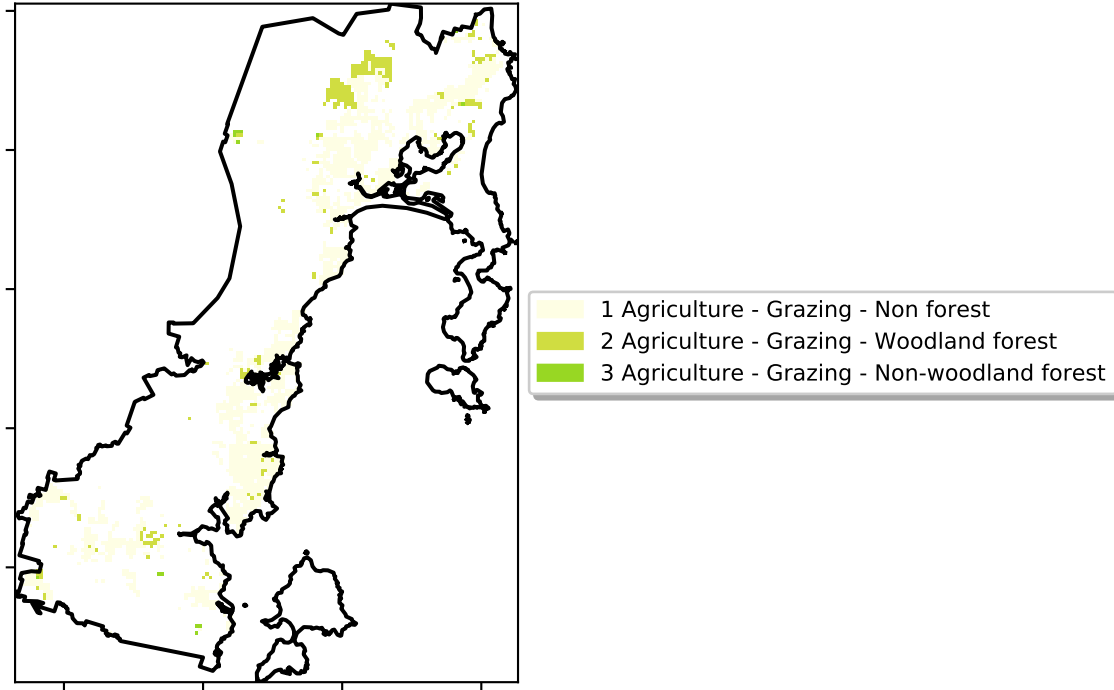 1 Agriculture - Grazing - Non forest
2 Agriculture - Grazing - Woodland forest
3 Agriculture - Grazing - Non-woodland forest